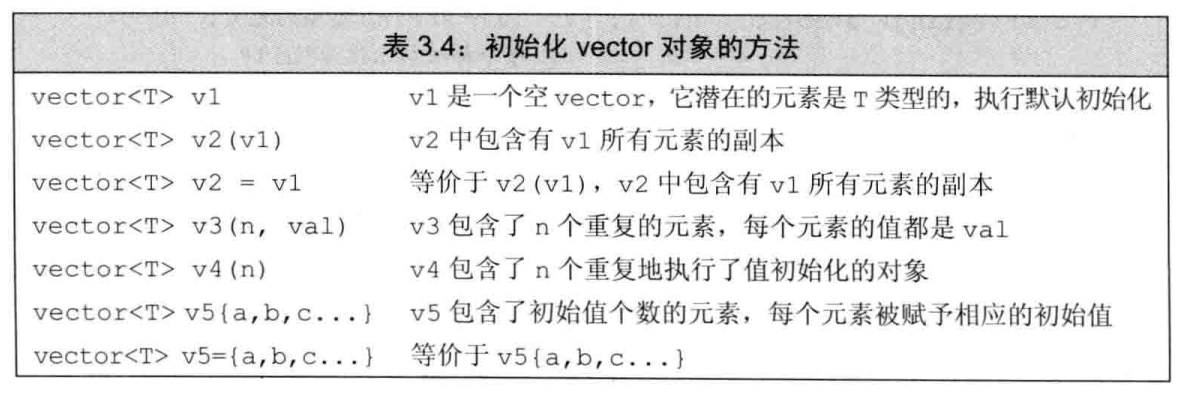 表 3.4：初始化 vector 对象的方法
vector<T> v1 v1 是一个空 vector，它潜在的元素是 T 类型的，执行默认初始化
vector<T> v2(v1) v2 中包含有 v1 所有元素的副本
vector<T> v2 = v1 等价于 v2(v1)，v2 中包含有 v1 所有元素的副本
vector<T> v3(n, val) v3 包含了 n 个重复的元素，每个元素的值都是 val
vector<T> v4(n) v4 包含了 n 个重复地执行了值初始化的对象
vector<T> v5{a,b,c...} v5 包含了初始值个数的元素，每个元素被赋予相应的初始值
vector<T> v5={a,b,c...} 等价于 v5{a,b,c...}